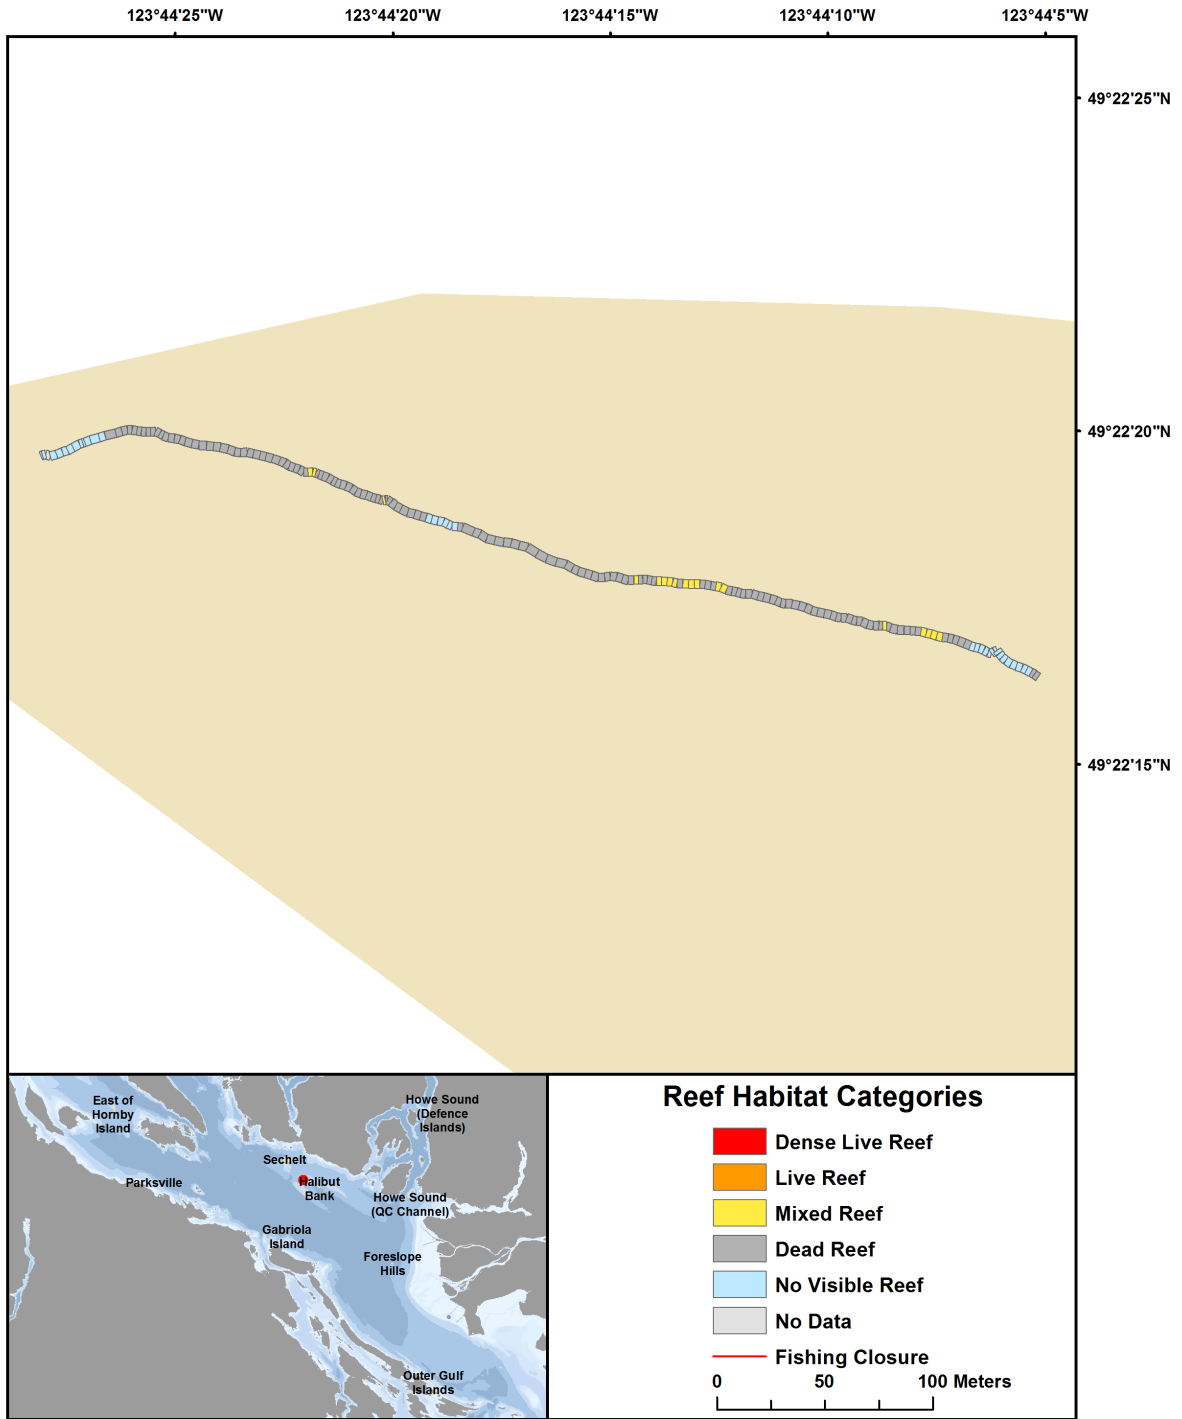 123°44'25"W
123°44'20"W
123°44'15"W
123°44'10"W
123°44'5"W
49°22'25"N
49°22'20"N
49°22'15"N
East of
Hornby
Island
Howe Sound
(Defence
Islands)
Sechelt
Parksville
Halibut
Bank
Howe Sound
(QC Channel)
Gabriola
Island
Foreslope
Hills
Outer Gulf
Islands
Reef Habitat Categories
Dense Live Reef
Live Reef
Mixed Reef
Dead Reef
No Visible Reef
No Data
Fishing Closure
0 50 100 Meters